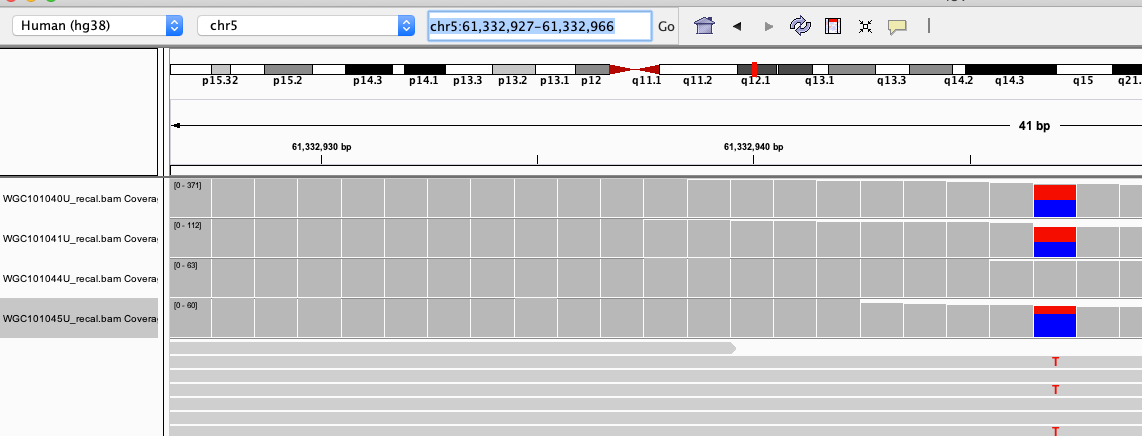 Human (hg38) chr5 chr5:61,332,927-61,332,966 Go
p15.32 p15.2 p14.3 p14.1 p13.3 p13.2 p13.1 p12 q11.1 q11.2 q12.1 q13.1 q13.3 q14.2 q14.3 q15 q21.
41 bp
61,332,930 bp 61,332,940 bp
WGC101040U_recal.bam Covera [0 - 371]
WGC101041U_recal.bam Covera [0 - 112]
WGC101044U_recal.bam Covera [0 - 63]
WGC101045U_recal.bam Covera [0 - 60]
T
T
T